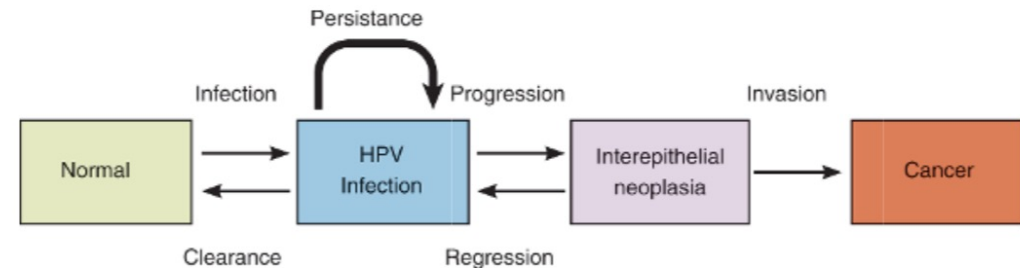 Persistance
Infection
Progression
Invasion
Normal
HPV
Infection
Interepithelial
neoplasia
Cancer
Clearance
Regression